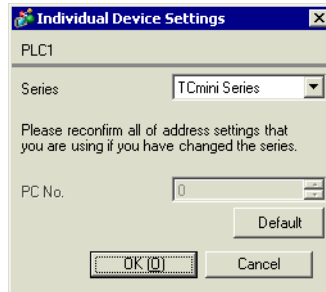 Individual Device Settings
PLC1
Series TCmini Series
Please reconfirm all of address settings that
you are using if you have changed the series.
PC No. 0
Default
OK (O) Cancel